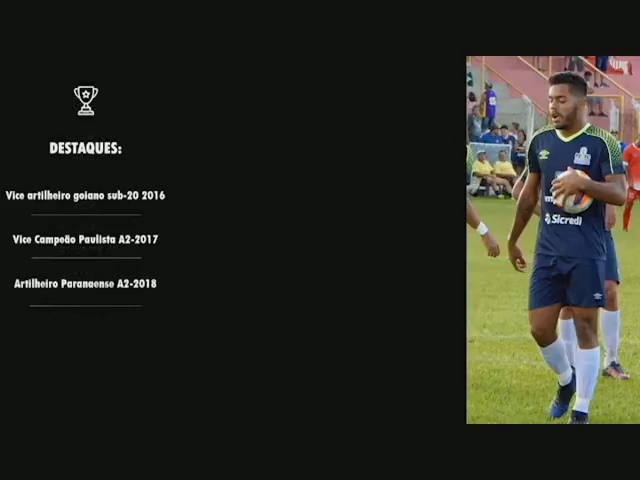 DESTAQUES:
Vice artilheiro goiano sub-20 2016
Vice Campeão Paulista A2-2017
Artilheiro Paranaense A2-2018
Sicredi